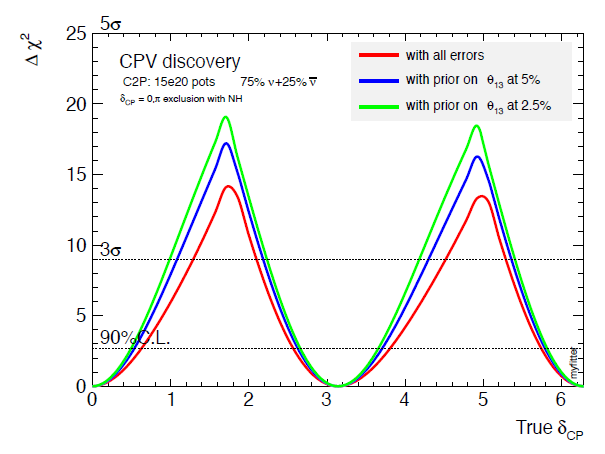 5σ
25
Δ χ²
CPV discovery
C2P: 15e20 pots 75% ν+25% ν̅
δCP = 0,π exclusion with NH
with all errors
with prior on θ13 at 5%
with prior on θ13 at 2.5%
20
15
10
3σ
5
90%C.L.
0
myfitter
0 1 2 3 4 5 6
True δCP